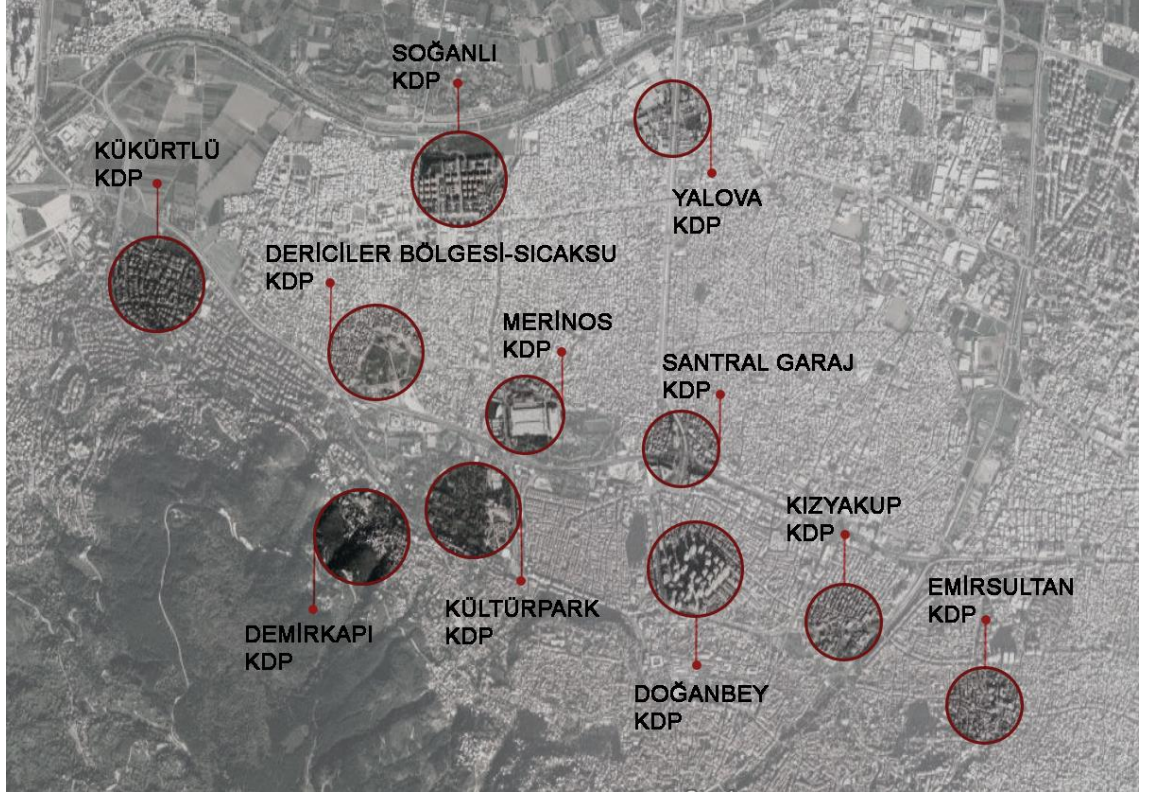 SOĞANLI
KDP
KÜKÜRTLÜ
KDP
YALOVA
KDP
DERİCİLER BÖLGESİ-SICAKSU
KDP
MERİNOS
KDP
SANTRAL GARAJ
KDP
KIZYAKUP
KDP
EMİRSULTAN
KDP
KÜLTÜRPARK
KDP
DEMİRKAPI
KDP
DOĞANBEY
KDP